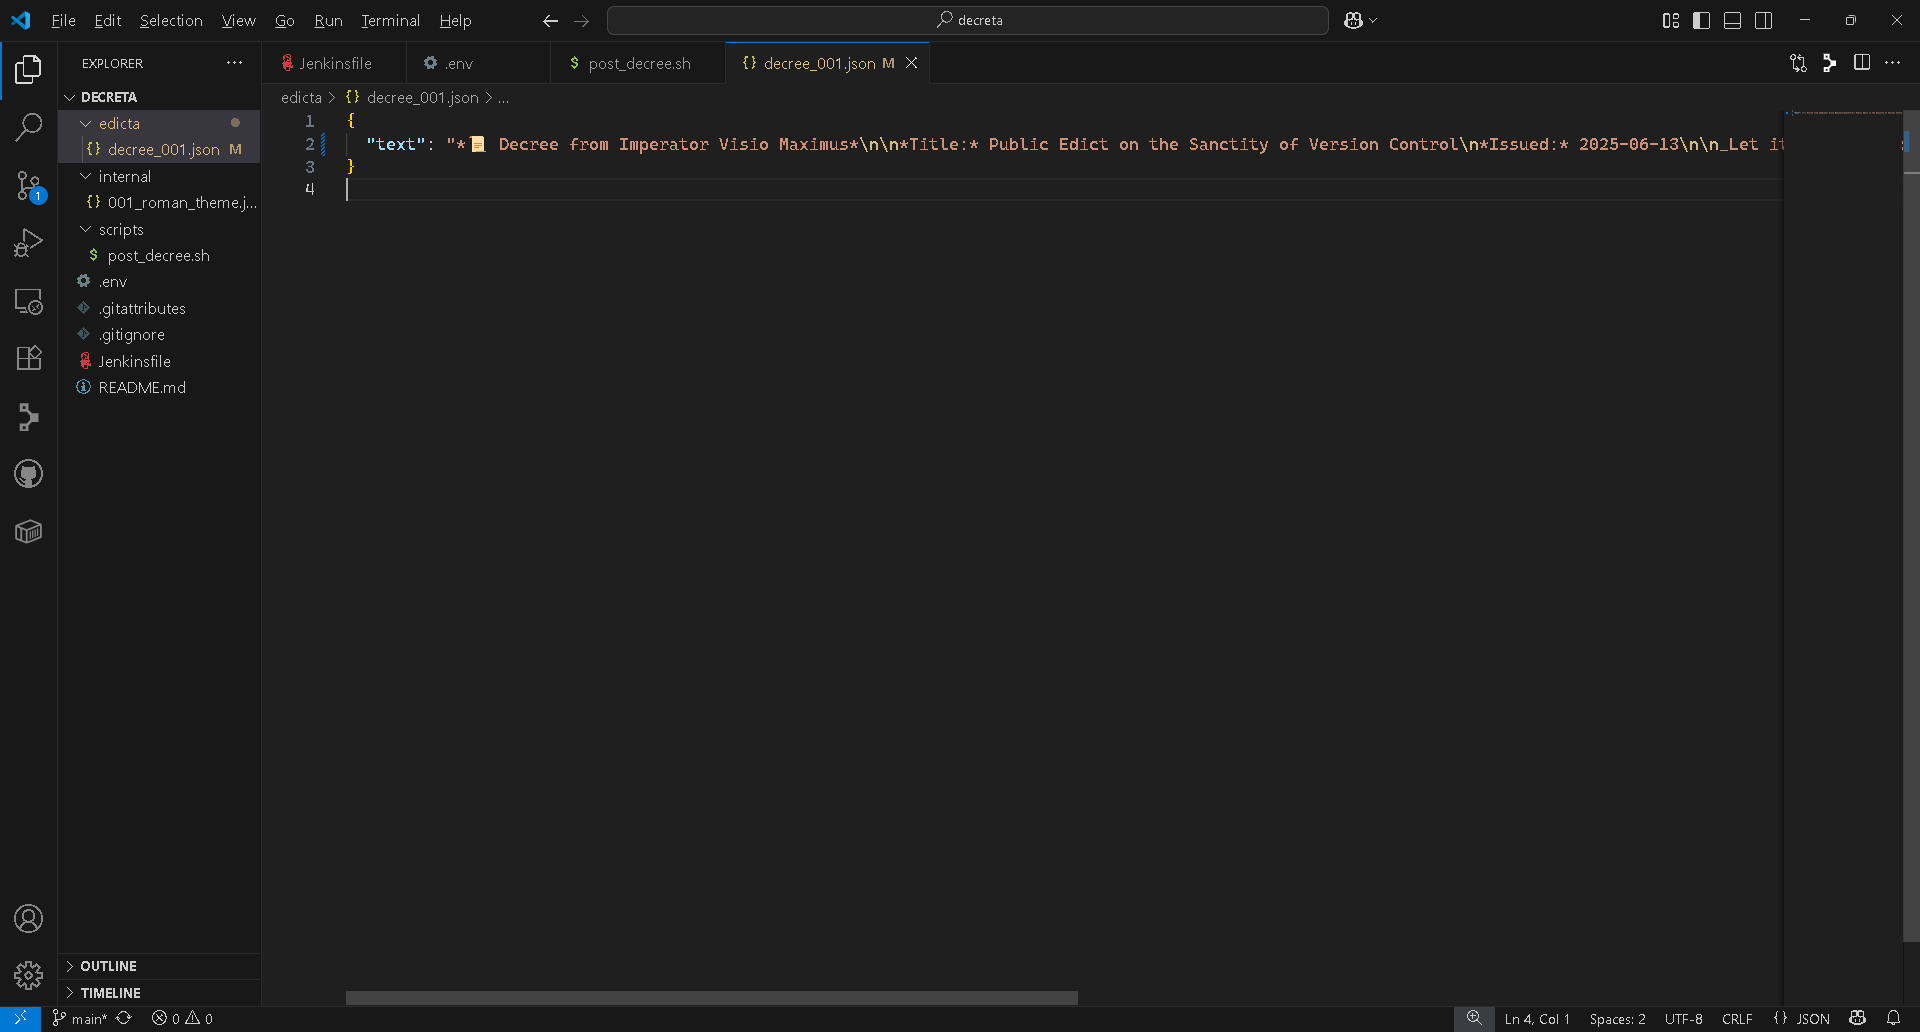 File Edit Selection View Go Run Terminal Help
decreta
EXPLORER
Jenkinsfile
.env
$ post_decree.sh
{} decree_001.json M
DECRETA
edicta
{} decree_001.json M
internal
{} 001_roman_theme.j...
scripts
$ post_decree.sh
.env
.gitattributes
.gitignore
Jenkinsfile
README.md
1
OUTLINE
TIMELINE
edicta > {} decree_001.json > ...
1 {
2 "text": "*📜 Decree from Imperator Visio Maximus*\n\n*Title:* Public Edict on the Sanctity of Version Control\n*Issued:* 2025-06-13\n\n_Let it
3 }
4
main* 0 0
Ln 4, Col 1 Spaces: 2 UTF-8 CRLF {} JSON